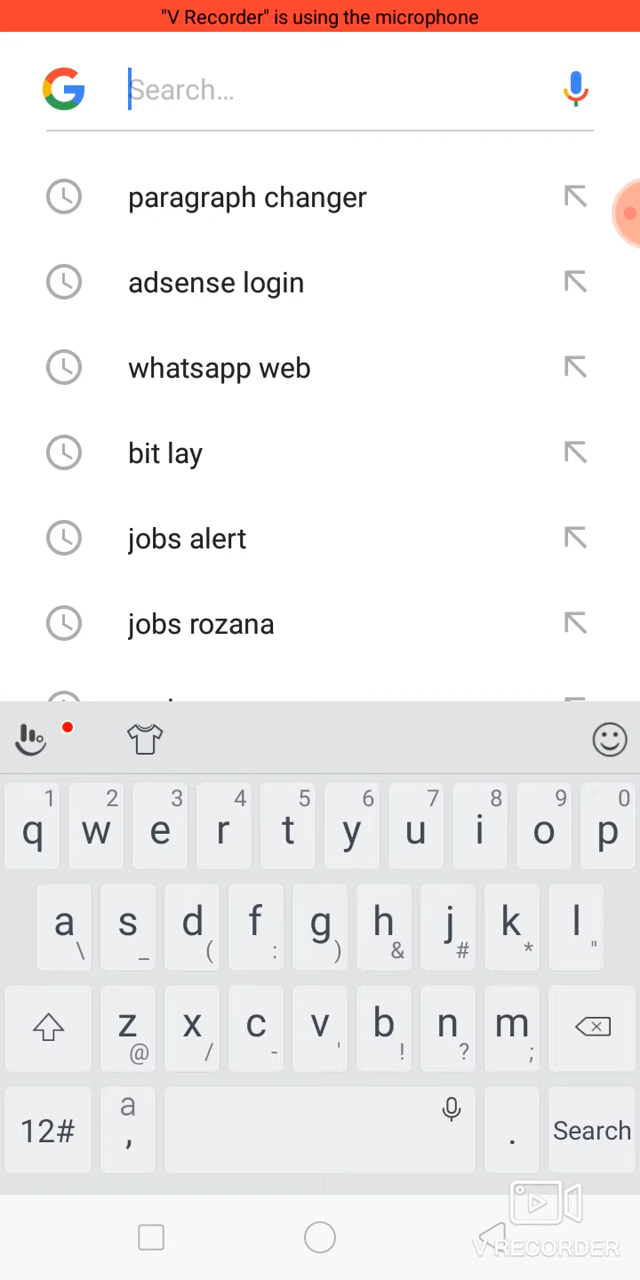 "V Recorder" is using the microphone
Search...
paragraph changer
adsense login
whatsapp web
bit lay
jobs alert
jobs rozana
1 2 3 4 5 6 7 8 9 0
q w e r t y u i o p
a s d f g h j k l
\ _ ( : ) & # * "
z x c v b n m
@ / - ' ! ? ;
12# a , . Search
V RECORDER